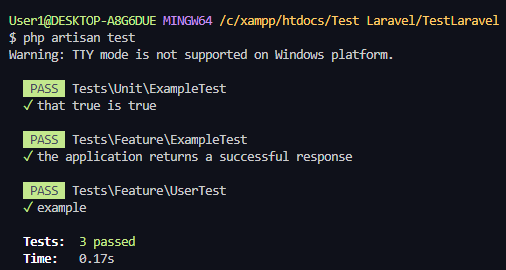 User1@DESKTOP-A8G6DUE MINGW64 /c/xampp/htdocs/Test Laravel/TestLaravel
$ php artisan test
Warning: TTY mode is not supported on Windows platform.
PASS Tests\Unit\ExampleTest
✓ that true is true
PASS Tests\Feature\ExampleTest
✓ the application returns a successful response
PASS Tests\Feature\UserTest
✓ example
Tests: 3 passed
Time: 0.17s